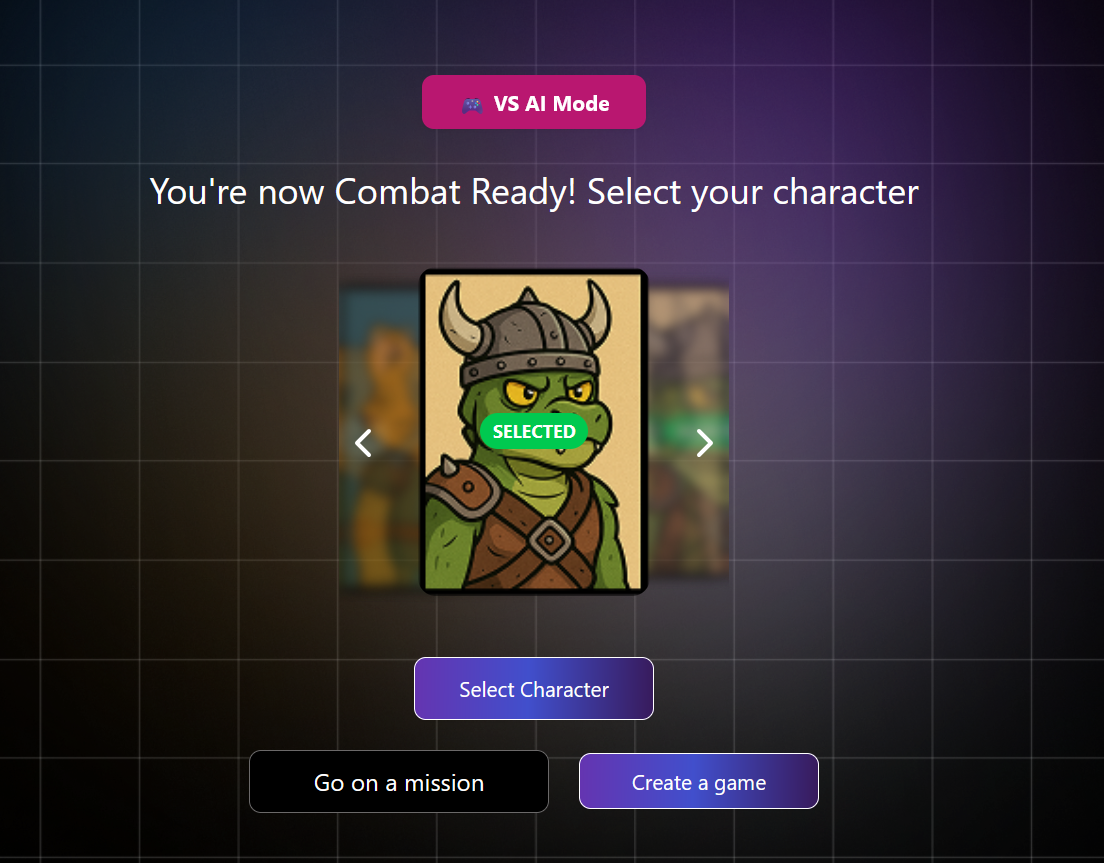 VS AI Mode
You're now Combat Ready! Select your character
SELECTED
Select Character
Go on a mission
Create a game